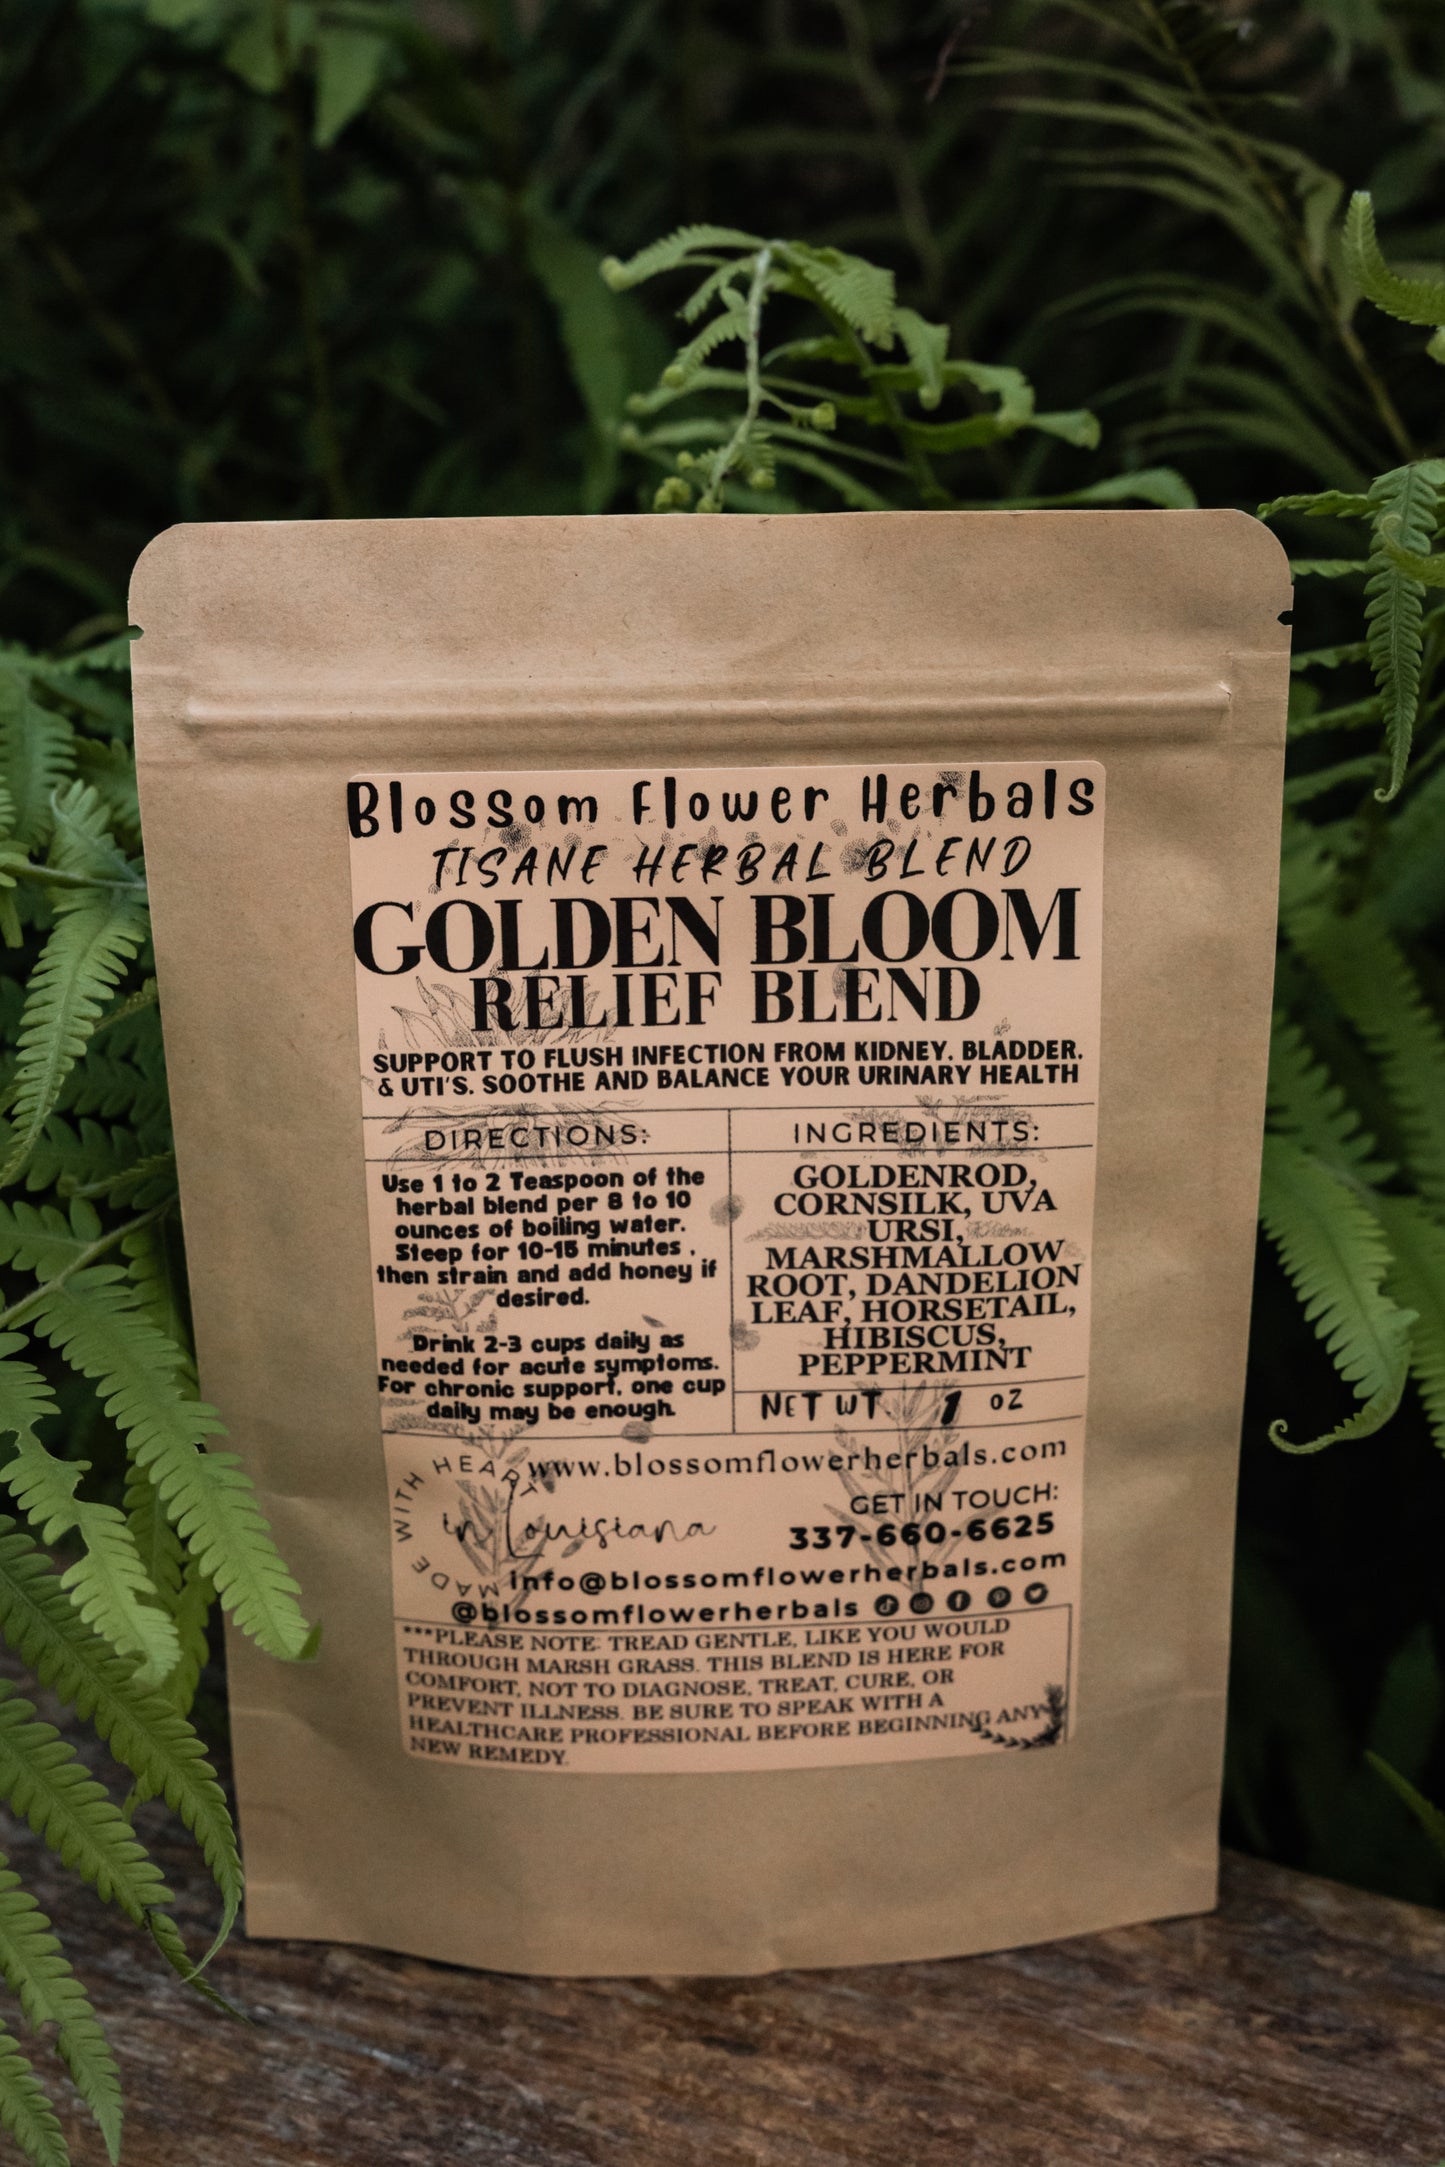 Blossom Flower Herbals
TISANE HERBAL BLEND
GOLDEN BLOOM
RELIEF BLEND
SUPPORT TO FLUSH INFECTION FROM KIDNEY. BLADDER.
& UTI'S. SOOTHE AND BALANCE YOUR URINARY HEALTH
DIRECTIONS:
Use 1 to 2 Teaspoon of the
herbal blend per 8 to 10
ounces of boiling water.
Steep for 10-15 minutes ,
then strain and add honey if
desired.
Drink 2-3 cups daily as
needed for acute symptoms.
For chronic support, one cup
daily may be enough.
INGREDIENTS:
GOLDENROD,
CORNSILK, UVA
URSI,
MARSHMALLOW
ROOT, DANDELION
LEAF, HORSETAIL,
HIBISCUS,
PEPPERMINT
NET WT. 1 OZ
MADE WITH HEART
in Louisiana
www.blossomflowerherbals.com
GET IN TOUCH:
337-660-6625
info@blossomflowerherbals.com
@blossomflowerherbals
***PLEASE NOTE: TREAD GENTLE, LIKE YOU WOULD
THROUGH MARSH GRASS. THIS BLEND IS HERE FOR
COMFORT, NOT TO DIAGNOSE, TREAT, CURE, OR
PREVENT ILLNESS. BE SURE TO SPEAK WITH A
HEALTHCARE PROFESSIONAL BEFORE BEGINNING ANY
NEW REMEDY.